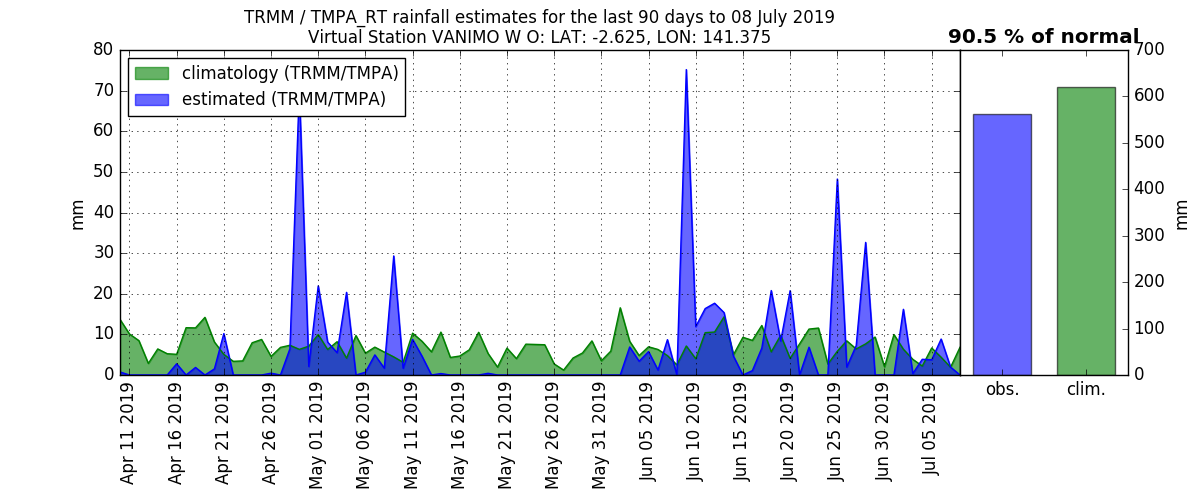 TRMM / TMPA_RT rainfall estimates for the last 90 days to 08 July 2019
Virtual Station VANIMO W O: LAT: -2.625, LON: 141.375
90.5 % of normal
climatology (TRMM/TMPA)
estimated (TRMM/TMPA)
80
70
60
50
40
30
20
10
0
mm
700
600
500
400
300
200
100
0
mm
Apr 11 2019
Apr 16 2019
Apr 21 2019
Apr 26 2019
May 01 2019
May 06 2019
May 11 2019
May 16 2019
May 21 2019
May 26 2019
May 31 2019
Jun 05 2019
Jun 10 2019
Jun 15 2019
Jun 20 2019
Jun 25 2019
Jun 30 2019
Jul 05 2019
obs.
clim.